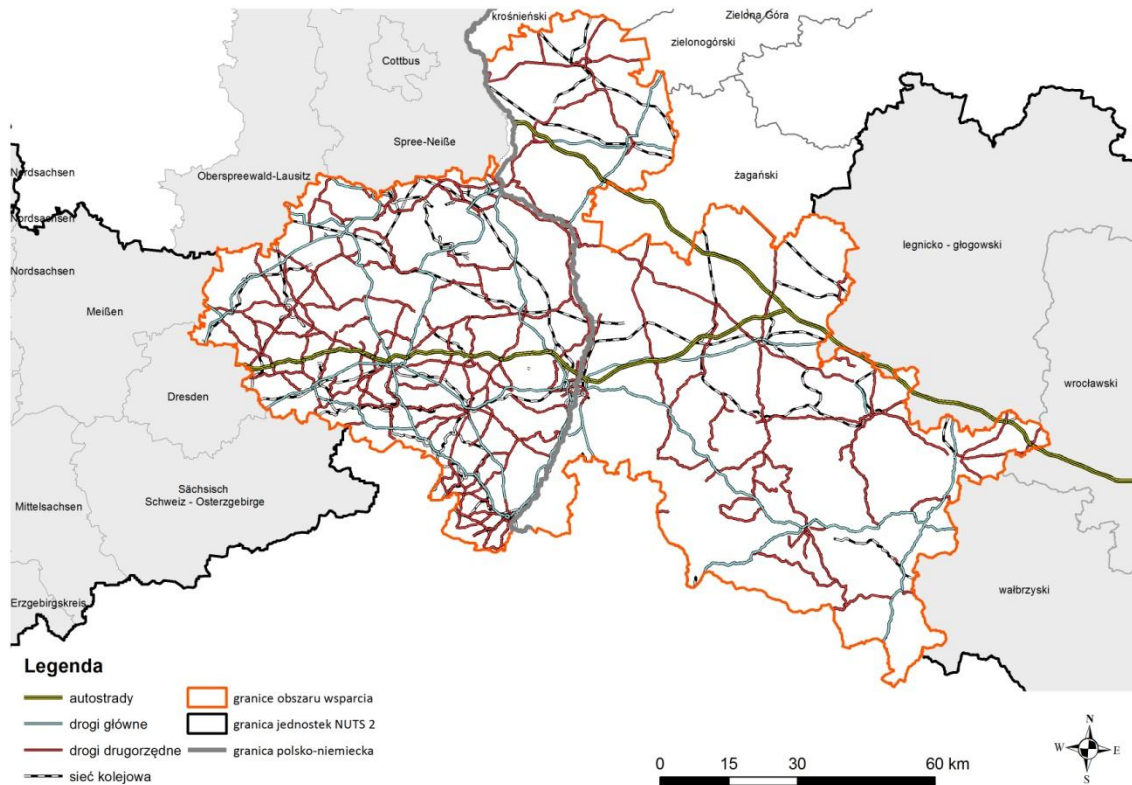 krośnieński
Zielona Góra
zielonogórski
Cottbus
Spree-Neiße
Nordsachsen
Oberspreewald-Lausitz
żagański
Nordsachsen
legnicko - głogowski
Nordsachsen
Meißen
wrocławski
Dresden
Sächsisch
Schweiz - Osterzgebirge
Mittelsachsen
Erzgebirgskreis
wałbrzyski
Legenda
autostrady
granice obszaru wsparcia
drogi główne
granica jednostek NUTS 2
drogi drugorzędne
granica polsko-niemiecka
sieć kolejowa
N
W
E
S
0 15 30 60 km